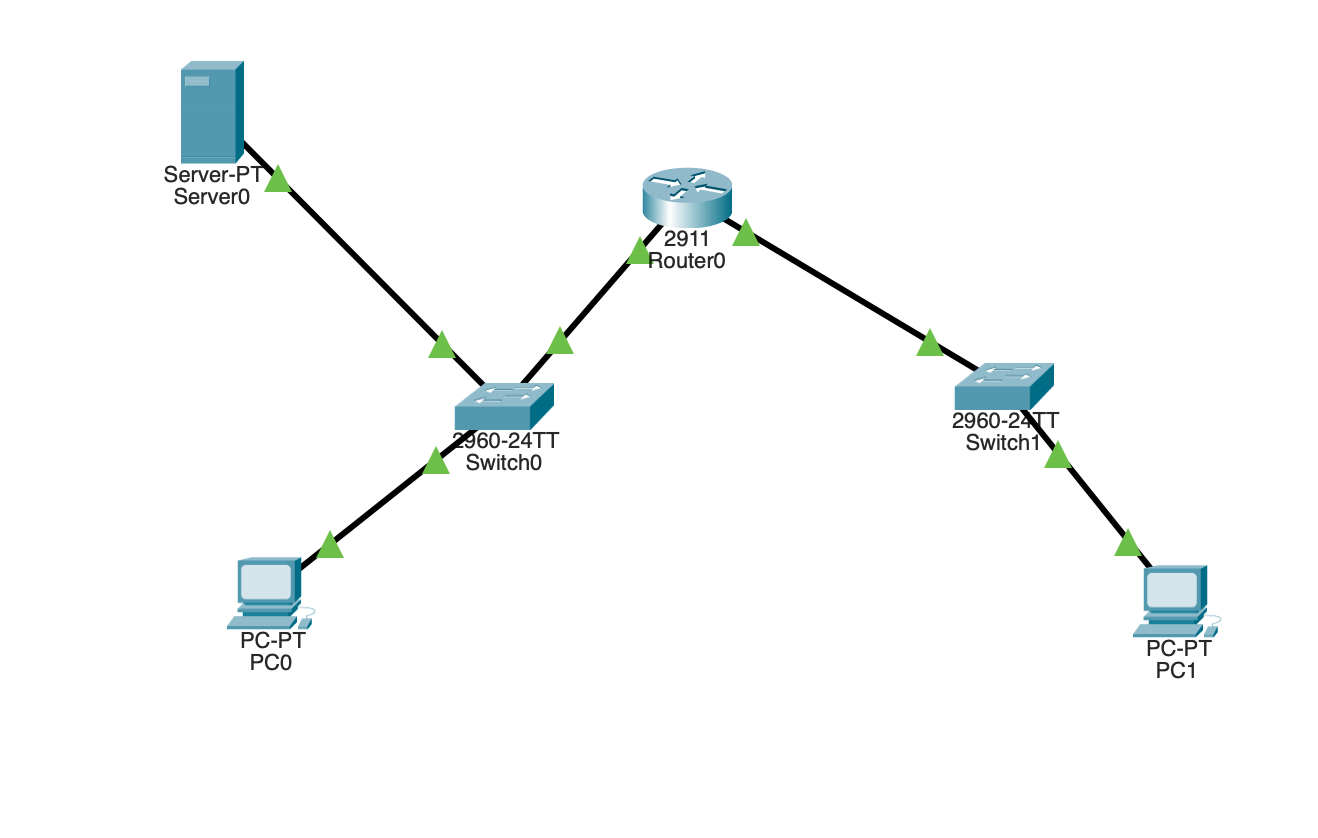 Server-PT
Server0
2911
Router0
2960-24TT
Switch0
2960-24TT
Switch1
PC-PT
PC0
PC-PT
PC1